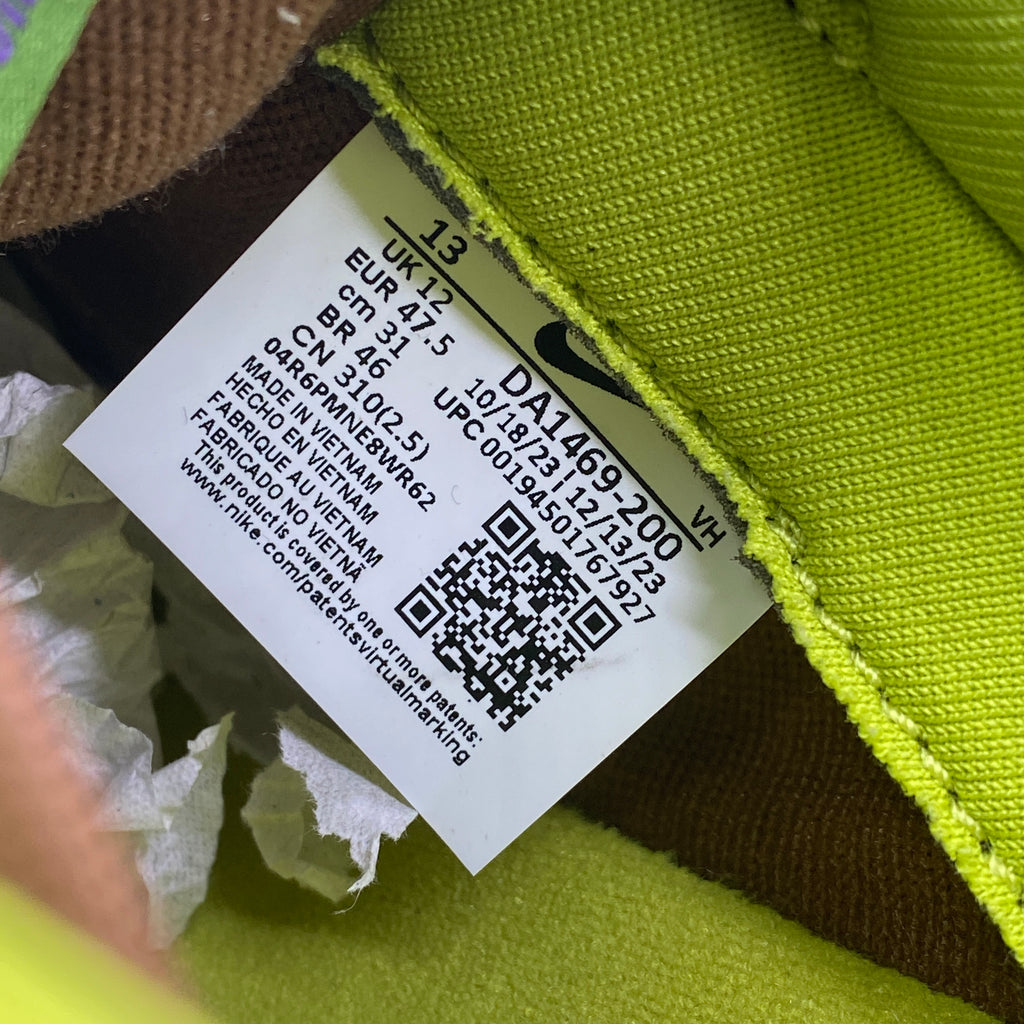 13
UK 12
EUR 47.5
cm 31
BR 46
CN 310(2.5)
04R6PMNE8WR62
MADE IN VIETNAM
HECHO EN VIETNAM
FABRIQUE AU VIETNAM
FABRICADO NO VIETNÃ
This product is covered by one or more patents:
www.nike.com/patentsvirtualmarking
VH
DA1469-200
10/18/23 | 12/13/23
UPC 00194501767927